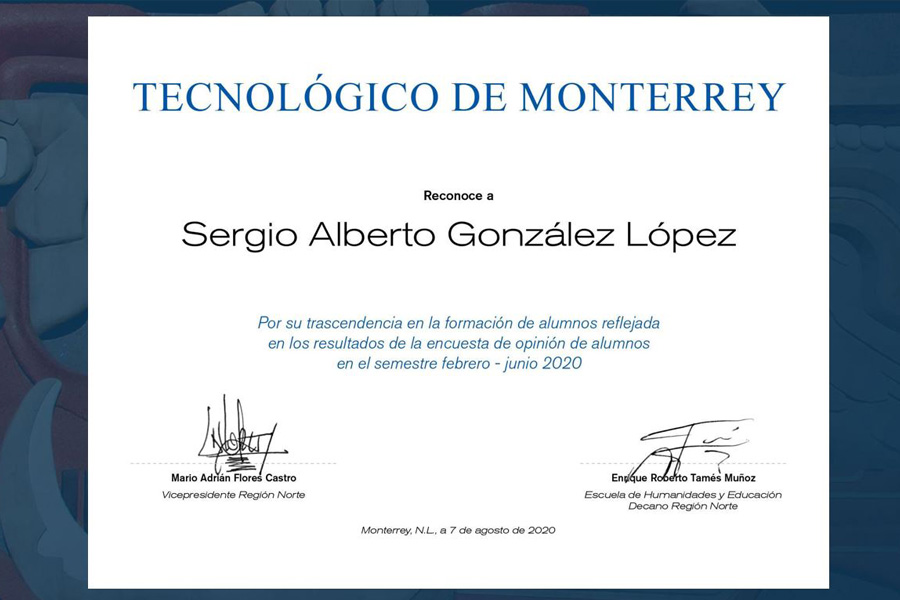 TECNOLÓGICO DE MONTERREY
Reconoce a
Sergio Alberto González López
Por su trascendencia en la formación de alumnos reflejada
en los resultados de la encuesta de opinión de alumnos
en el semestre febrero - junio 2020
Mario Adrián Flores Castro
Vicepresidente Región Norte
Enrique Roberto Tamés Muñoz
Escuela de Humanidades y Educación
Decano Región Norte
Monterrey, N.L., a 7 de agosto de 2020